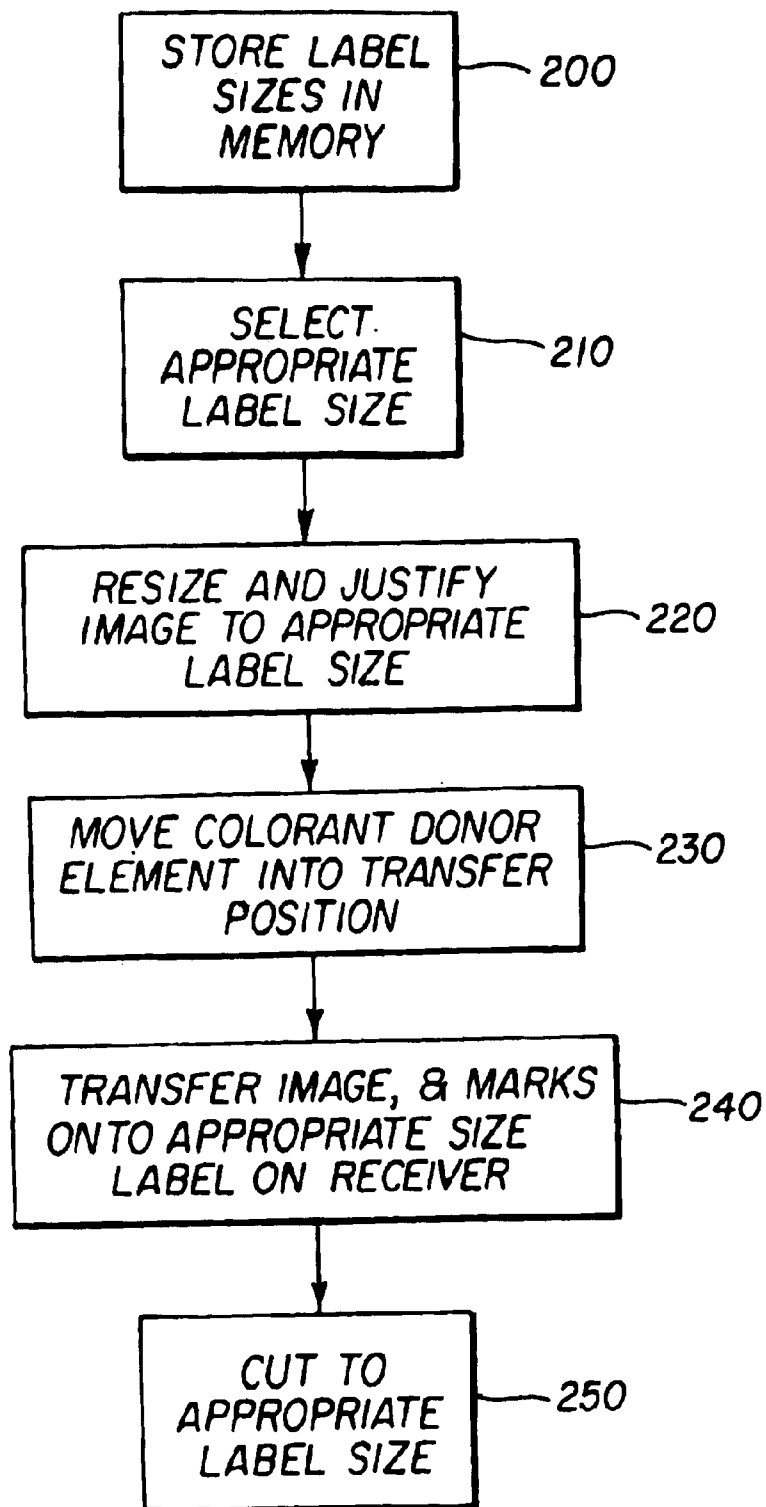 STORE LABEL
SIZES IN
MEMORY
200
SELECT
APPROPRIATE
LABEL SIZE
210
RESIZE AND JUSTIFY
IMAGE TO APPROPRIATE
LABEL SIZE
220
MOVE COLORANT DONOR
ELEMENT INTO TRANSFER
POSITION
230
TRANSFER IMAGE, & MARKS
ONTO APPROPRIATE SIZE
LABEL ON RECEIVER
240
CUT TO
APPROPRIATE
LABEL SIZE
250